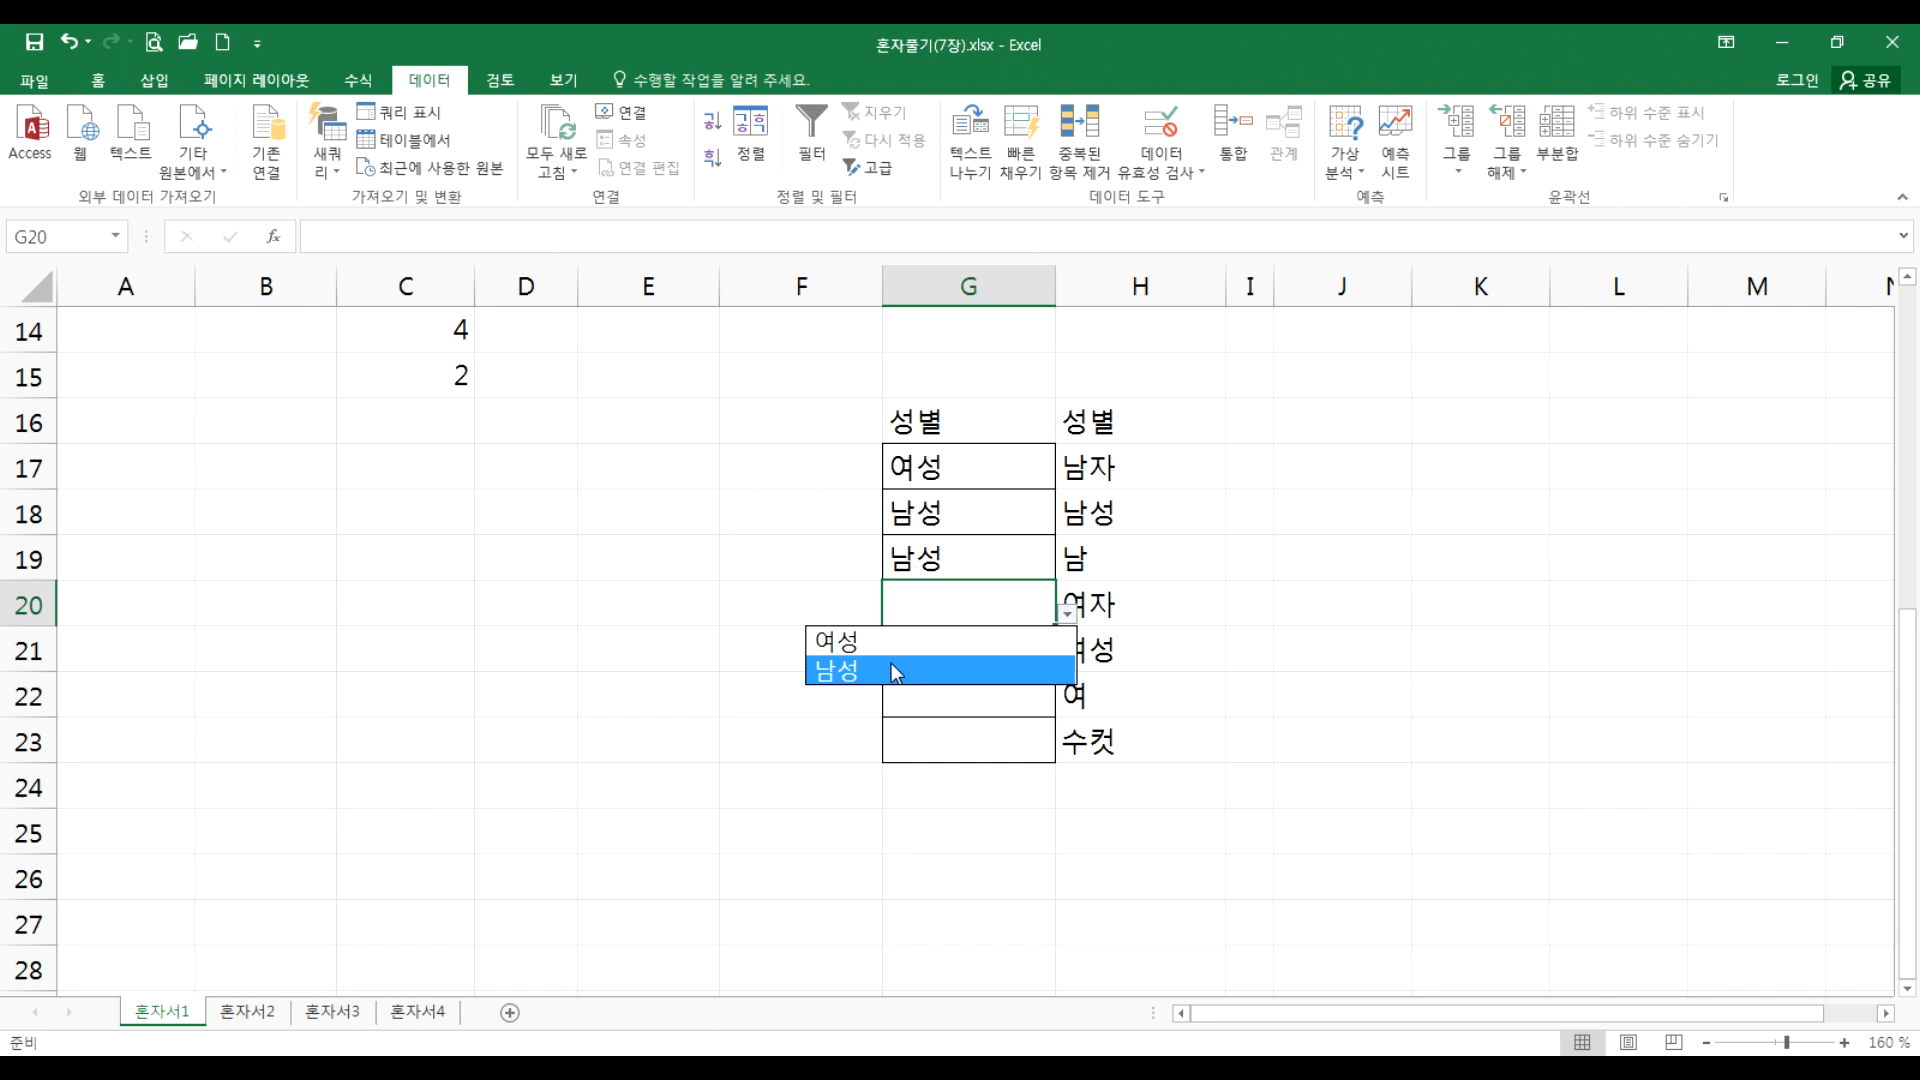 혼자풀기(7장).xlsx - Excel
파일 홈 삽입 페이지 레이아웃 수식 데이터 검토 보기 수행할 작업을 알려 주세요. 로그인 공유
Access 웹 텍스트 기타 원본에서 기존 연결
외부 데이터 가져오기
새쿼리 쿼리 표시 테이블에서 최근에 사용한 원본
가져오기 및 변환
모두 새로 고침 연결 속성 연결 편집
연결
정렬 필터 지우기 다시 적용 고급
정렬 및 필터
텍스트 나누기 빠른 채우기 중복된 항목 제거 데이터 유효성 검사 통합 관계
데이터 도구
가상 분석 예측 시트
예측
그룹 그룹 해제 부분합 하위 수준 표시 하위 수준 숨기기
윤곽선
G20 fx
A B C D E F G H I J K L M N
14 4
15 2
16 성별 성별
17 여성 남자
18 남성 남성
19 남성 남
20 여자
21 여성 여성
22 남성 여
23 수컷
24
25
26
27
28
혼자서1 혼자서2 혼자서3 혼자서4
준비 160 %